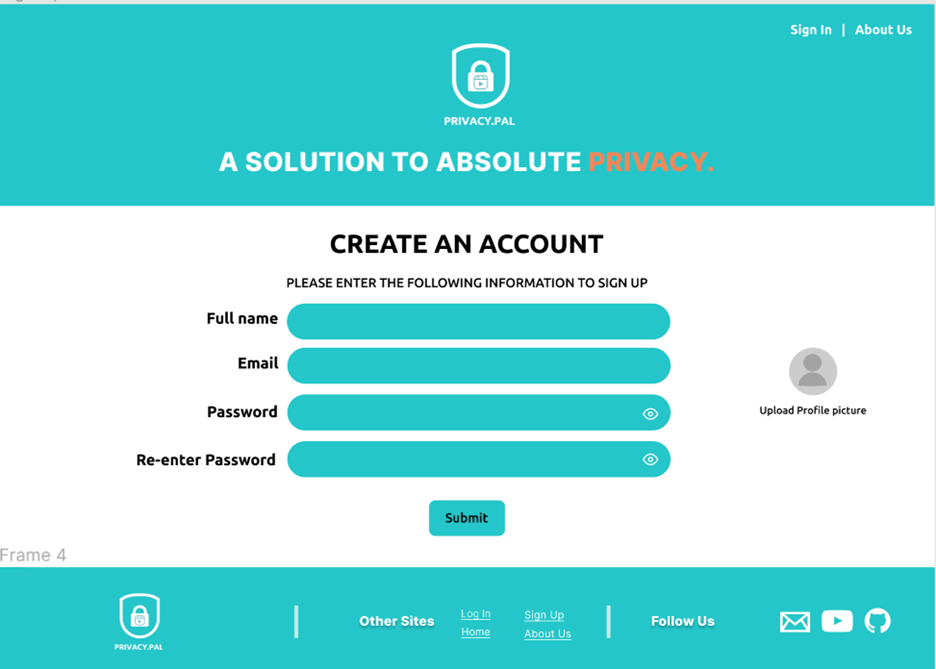 Sign In | About Us
PRIVACY.PAL
A SOLUTION TO ABSOLUTE PRIVACY.
CREATE AN ACCOUNT
PLEASE ENTER THE FOLLOWING INFORMATION TO SIGN UP
Full name
Email
Password
Re-enter Password
Upload Profile picture
Submit
Frame 4
PRIVACY.PAL
Other Sites
Log In
Home
Sign Up
About Us
Follow Us